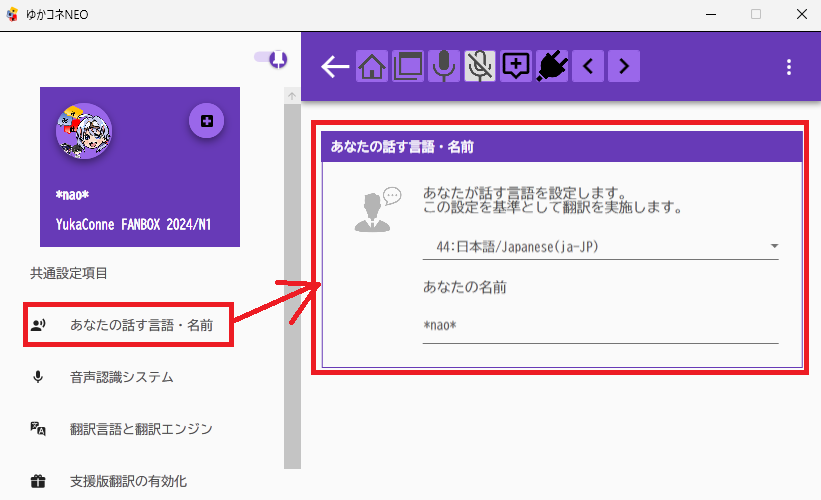 ゆかコネNEO
*nao*
YukaConne FANBOX 2024/N1
共通設定項目
あなたの話す言語・名前
音声認識システム
翻訳言語と翻訳エンジン
支援版翻訳の有効化
あなたの話す言語・名前
あなたが話す言語を設定します。
この設定を基準として翻訳を実施します。
44:日本語/Japanese(ja-JP)
あなたの名前
*nao*